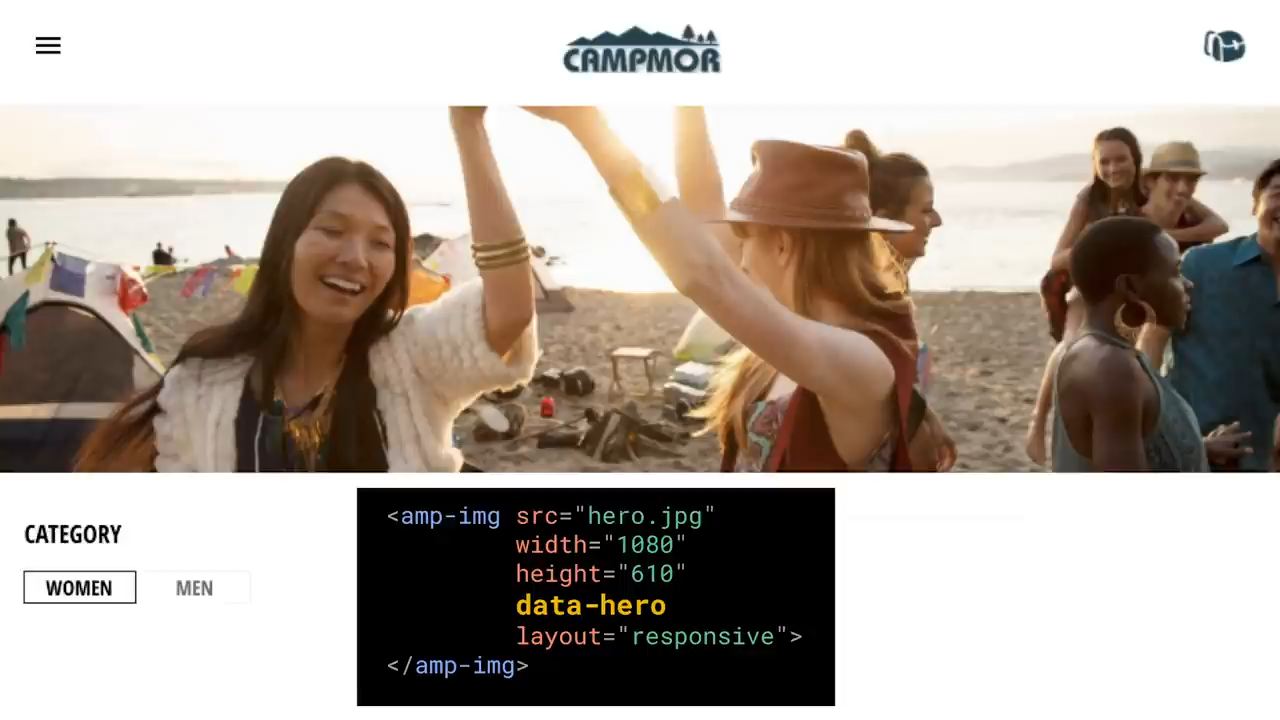 CAMPMOR
CATEGORY
WOMEN MEN
<amp-img src="hero.jpg"
width="1080"
height="610"
data-hero
layout="responsive">
</amp-img>